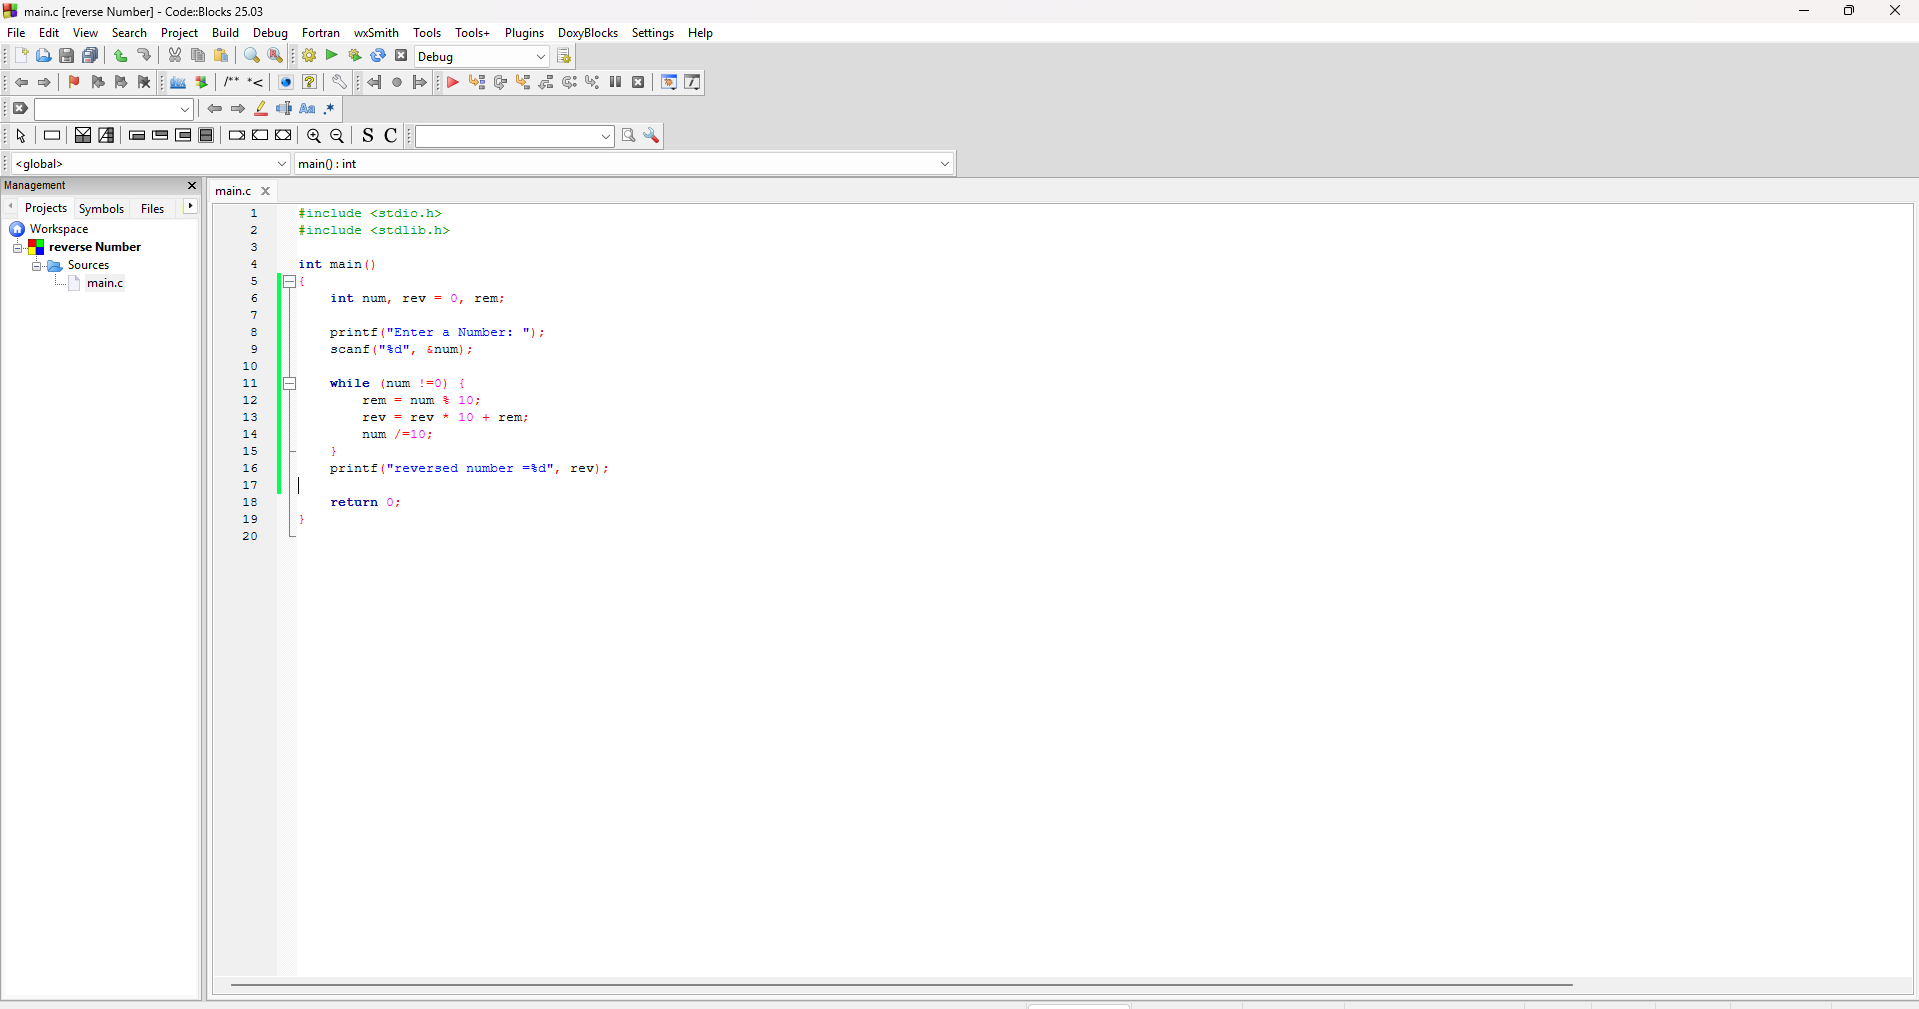 main.c [reverse Number] - Code::Blocks 25.03
File Edit View Search Project Build Debug Fortran wxSmith Tools Tools+ Plugins DoxyBlocks Settings Help
Debug
/** *<
Aa .*
S C
<global> main() : int
Management
main.c
Projects Symbols Files
Workspace
reverse Number
Sources
main.c
1 #include <stdio.h>
2 #include <stdlib.h>
3
4 int main()
5 {
6 int num, rev = 0, rem;
7
8 printf("Enter a Number: ");
9 scanf("%d", &num);
10
11 while (num !=0) {
12 rem = num % 10;
13 rev = rev * 10 + rem;
14 num /=10;
15 }
16 printf("reversed number =%d", rev);
17
18 return 0;
19 }
20